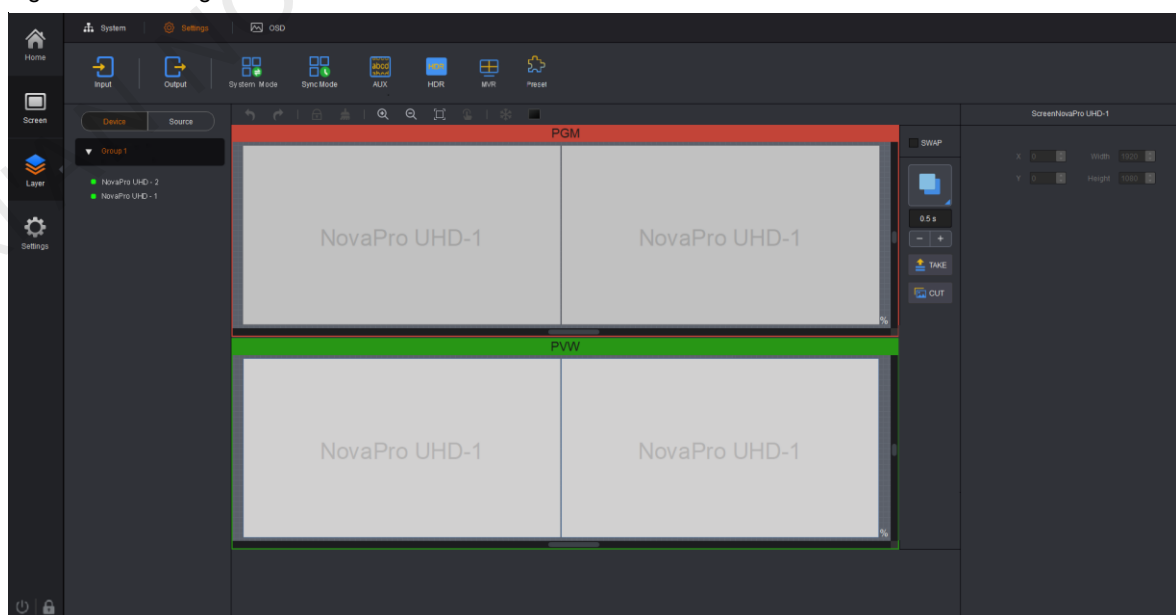 System Settings OSD
Home
Input Output System Mode Sync Mode AUX HDR MVR Preset
Screen
Device Source
PGM
ScreenNovaPro UHD-1
SWAP
Group 1
X 0 Width 1920
Y 0 Height 1080
Layer
NovaPro UHD - 2
NovaPro UHD - 1
0.5 s
NovaPro UHD-1 NovaPro UHD-1
- +
Settings
TAKE
CUT
%
PVW
NovaPro UHD-1 NovaPro UHD-1
%